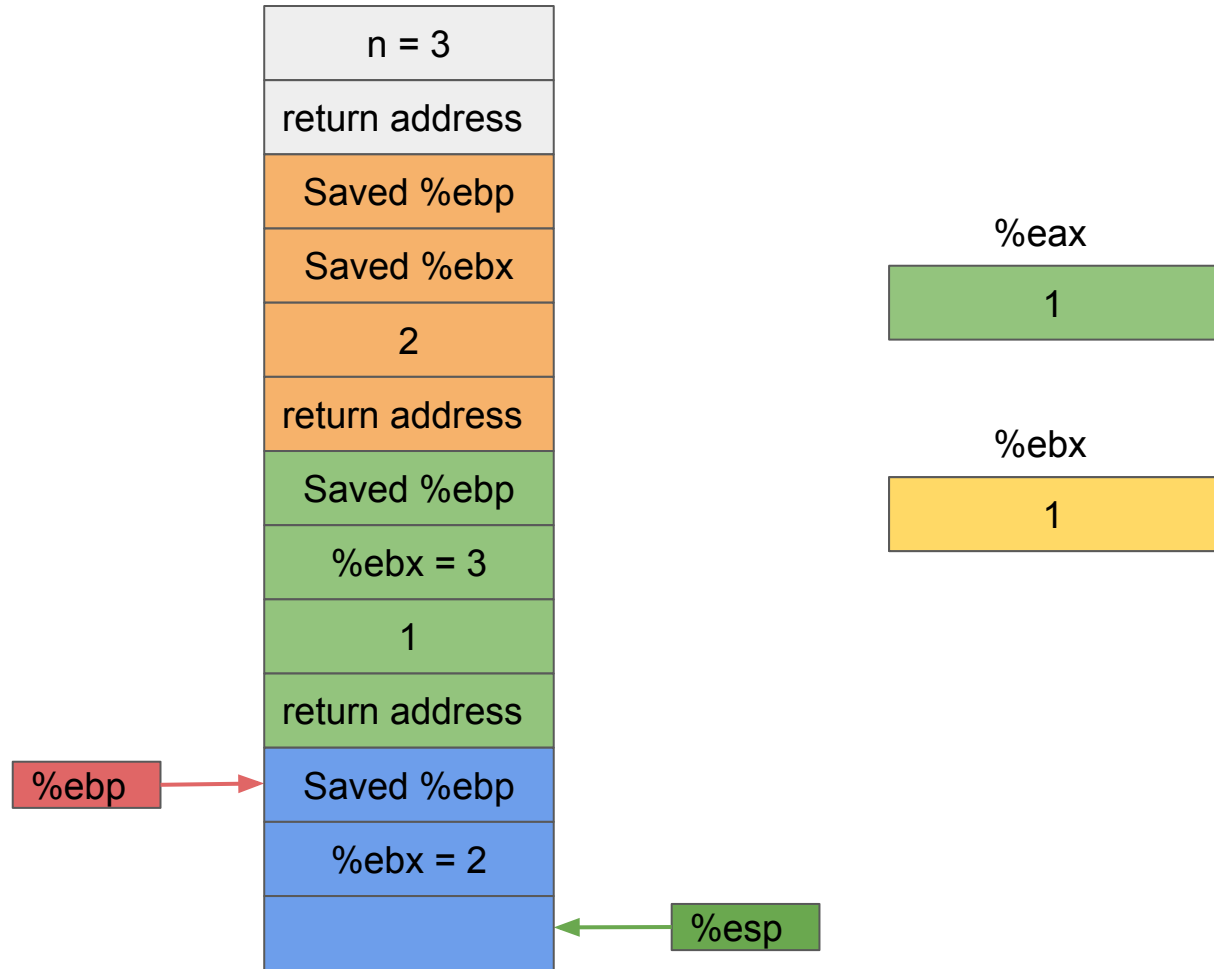 n = 3
return address
Saved %ebp
Saved %ebx
2
return address
Saved %ebp
%ebx = 3
1
return address
Saved %ebp
%ebx = 2
%ebp
%esp
%eax
1
%ebx
1